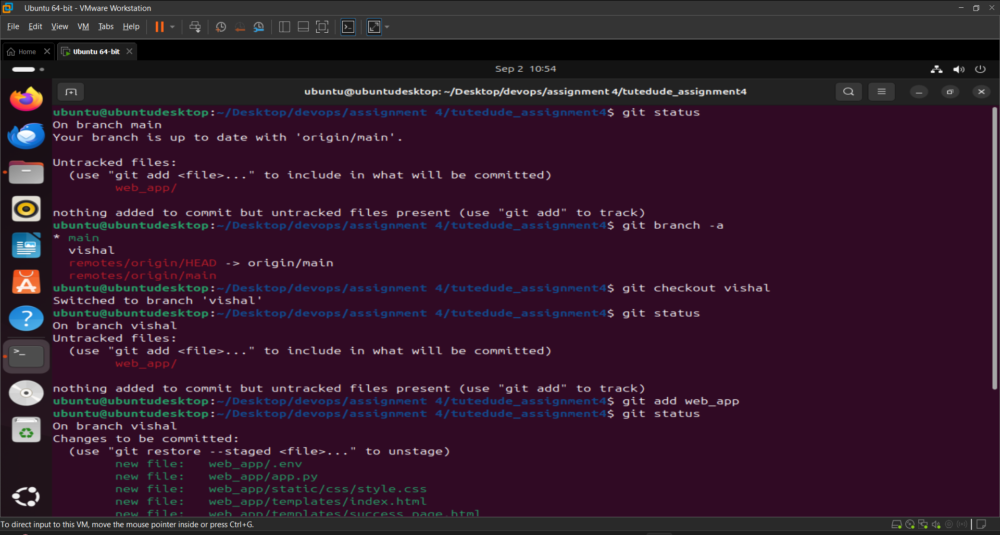 Ubuntu 64-bit - VMware Workstation
File Edit View VM Tabs Help
Home
Ubuntu 64-bit
Sep 2 10:54
ubuntu@ubuntudesktop: ~/Desktop/devops/assignment 4/tutedude_assignment4
ubuntu@ubuntudesktop:~/Desktop/devops/assignment 4/tutedude_assignment4$ git status
On branch main
Your branch is up to date with 'origin/main'.
Untracked files:
(use "git add <file>..." to include in what will be committed)
web_app/
nothing added to commit but untracked files present (use "git add" to track)
ubuntu@ubuntudesktop:~/Desktop/devops/assignment 4/tutedude_assignment4$ git branch -a
* main
vishal
remotes/origin/HEAD -> origin/main
remotes/origin/main
ubuntu@ubuntudesktop:~/Desktop/devops/assignment 4/tutedude_assignment4$ git checkout vishal
Switched to branch 'vishal'
ubuntu@ubuntudesktop:~/Desktop/devops/assignment 4/tutedude_assignment4$ git status
On branch vishal
Untracked files:
(use "git add <file>..." to include in what will be committed)
web_app/
nothing added to commit but untracked files present (use "git add" to track)
ubuntu@ubuntudesktop:~/Desktop/devops/assignment 4/tutedude_assignment4$ git add web_app
ubuntu@ubuntudesktop:~/Desktop/devops/assignment 4/tutedude_assignment4$ git status
On branch vishal
Changes to be committed:
(use "git restore --staged <file>..." to unstage)
new file: web_app/.env
new file: web_app/app.py
new file: web_app/static/css/style.css
new file: web_app/templates/index.html
new file: web_app/templates/success_page.html
To direct input to this VM, move the mouse pointer inside or press Ctrl+G.